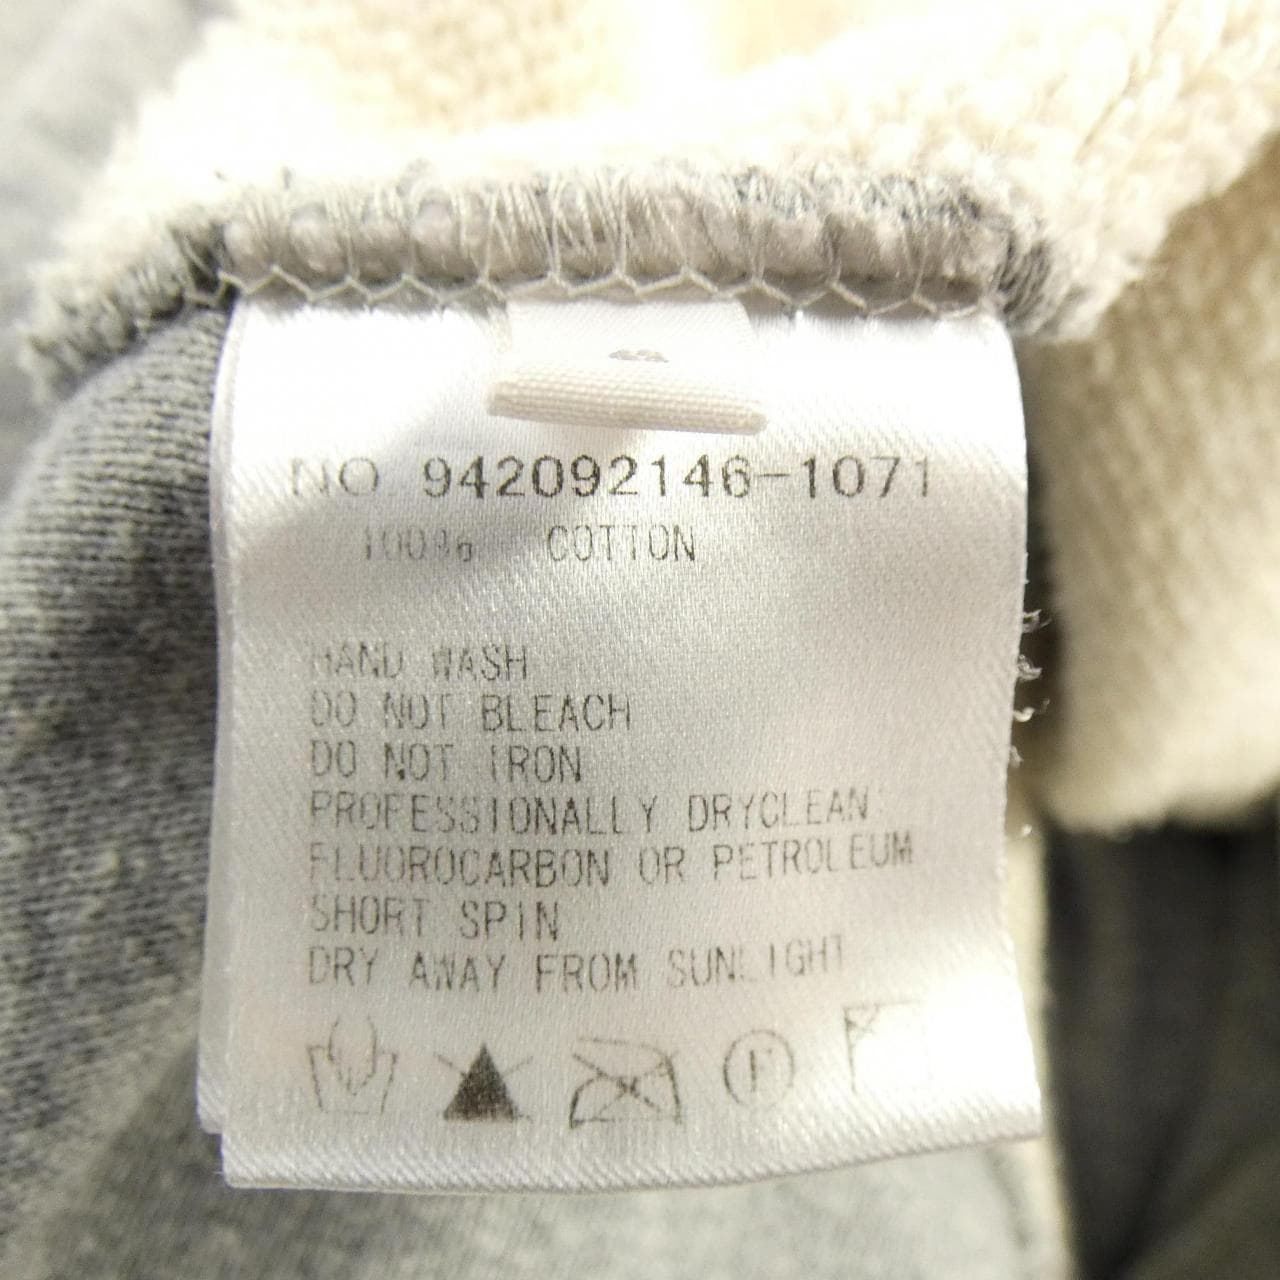 NO. 942092146-1071
100% COTTON
HAND WASH
DO NOT BLEACH
DO NOT IRON
PROFESSIONALLY DRYCLEAN
FLUOROCARBON OR PETROLEUM
SHORT SPIN
DRY AWAY FROM SUNLIGHT
F